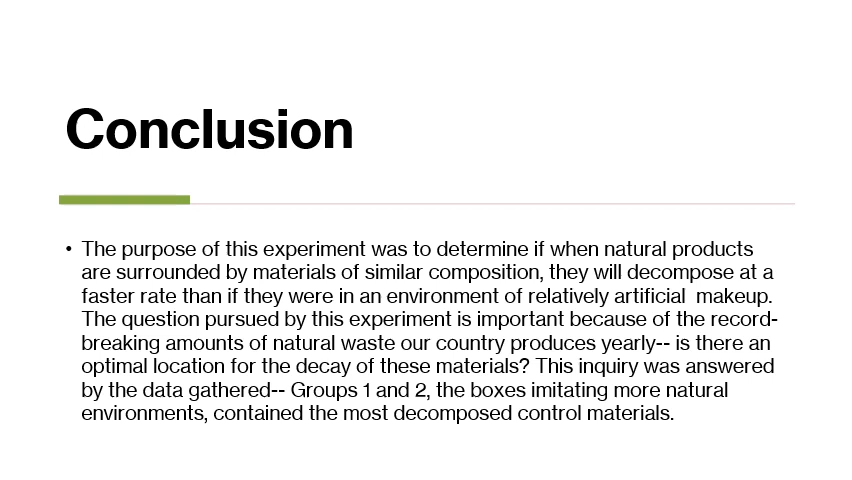 Conclusion
• The purpose of this experiment was to determine if when natural products
are surrounded by materials of similar composition, they will decompose at a
faster rate than if they were in an environment of relatively artificial  makeup.
The question pursued by this experiment is important because of the record-
breaking amounts of natural waste our country produces yearly-- is there an
optimal location for the decay of these materials? This inquiry was answered
by the data gathered-- Groups 1 and 2, the boxes imitating more natural
environments, contained the most decomposed control materials.